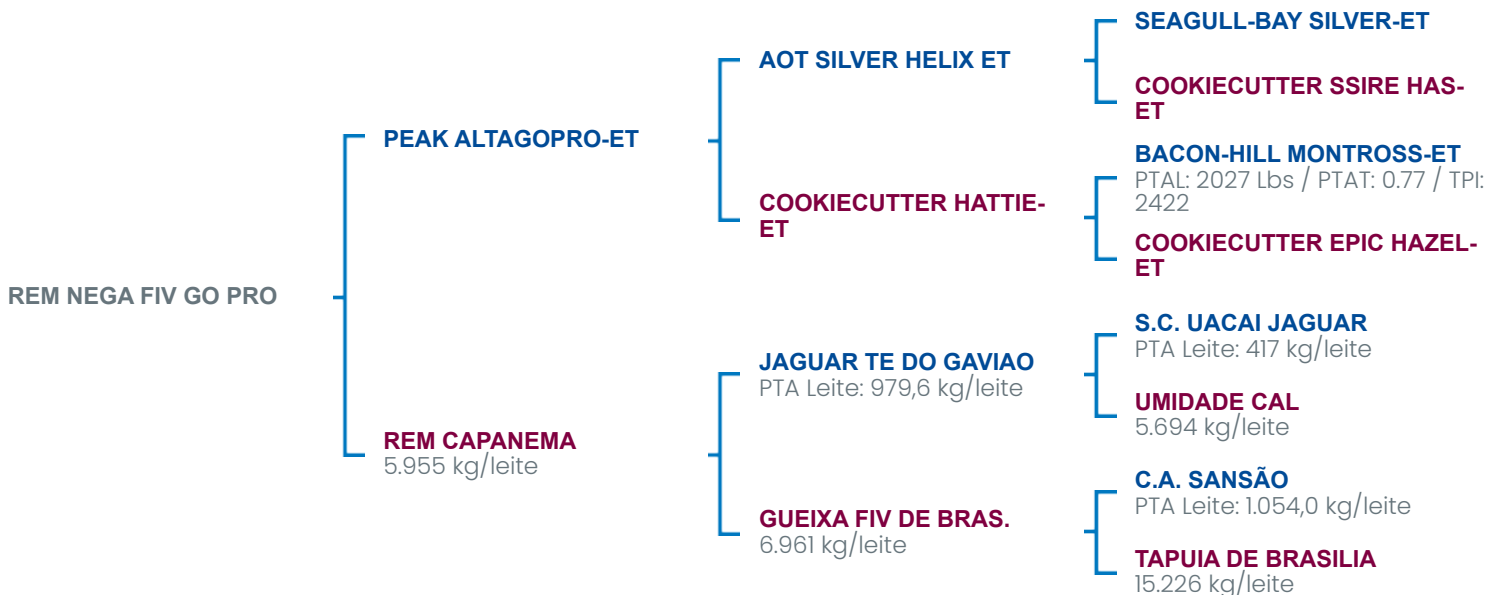 SEAGULL-BAY SILVER-ET
AOT SILVER HELIX ET
COOKIECUTTER SSIRE HAS-
ET
PEAK ALTAGOPRO-ET
BACON-HILL MONTROSS-ET
PTAL: 2027 Lbs / PTAT: 0.77 / TPI:
2422
COOKIECUTTER HATTIE-
ET
COOKIECUTTER EPIC HAZEL-
ET
REM NEGA FIV GO PRO
S.C. UACAI JAGUAR
PTA Leite: 417 kg/leite
JAGUAR TE DO GAVIAO
PTA Leite: 979,6 kg/leite
UMIDADE CAL
5.694 kg/leite
REM CAPANEMA
5.955 kg/leite
C.A. SANSÃO
PTA Leite: 1.054,0 kg/leite
GUEIXA FIV DE BRAS.
6.961 kg/leite
TAPUIA DE BRASILIA
15.226 kg/leite